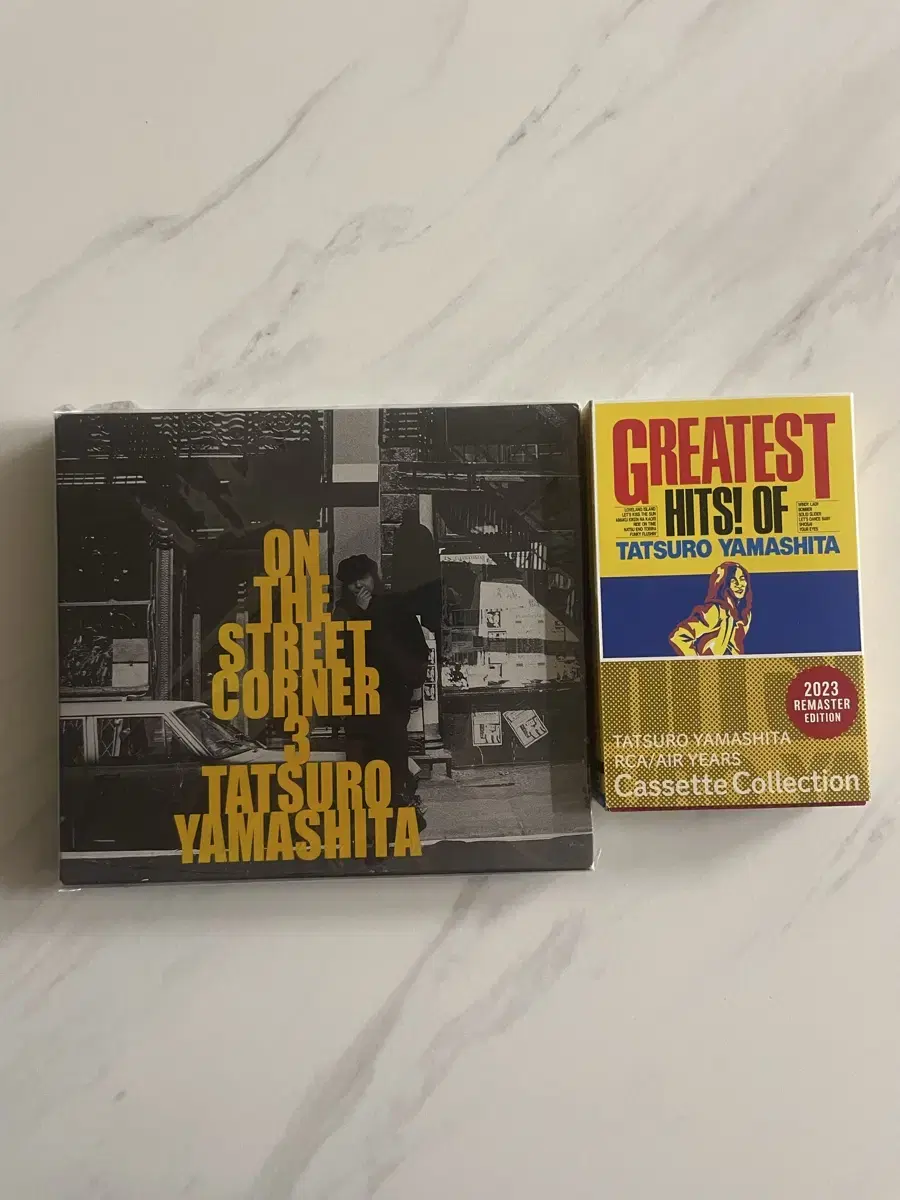 ON
THE
STREET
CORNER
3
TATSURO
YAMASHITA
GREATEST
HITS! OF
LOVELAND, ISLAND
LET'S KISS THE SUN
RIDE ON TIME
FUNKY FLUSHIN'
WINDY LADY
BOMBER
SOLID SLIDER
LET'S DANCE BABY
YOUR EYES
TATSURO YAMASHITA
2023
REMASTER
EDITION
TATSURO YAMASHITA
RCA/AIR YEARS
Cassette Collection